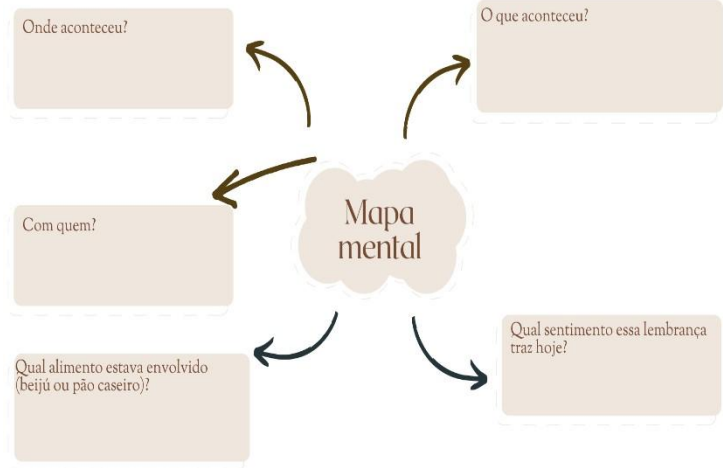 Onde aconteceu?
O que aconteceu?
Com quem?
Mapa
mental
Qual alimento estava envolvido
(beijú ou pão caseiro)?
Qual sentimento essa lembrança
traz hoje?